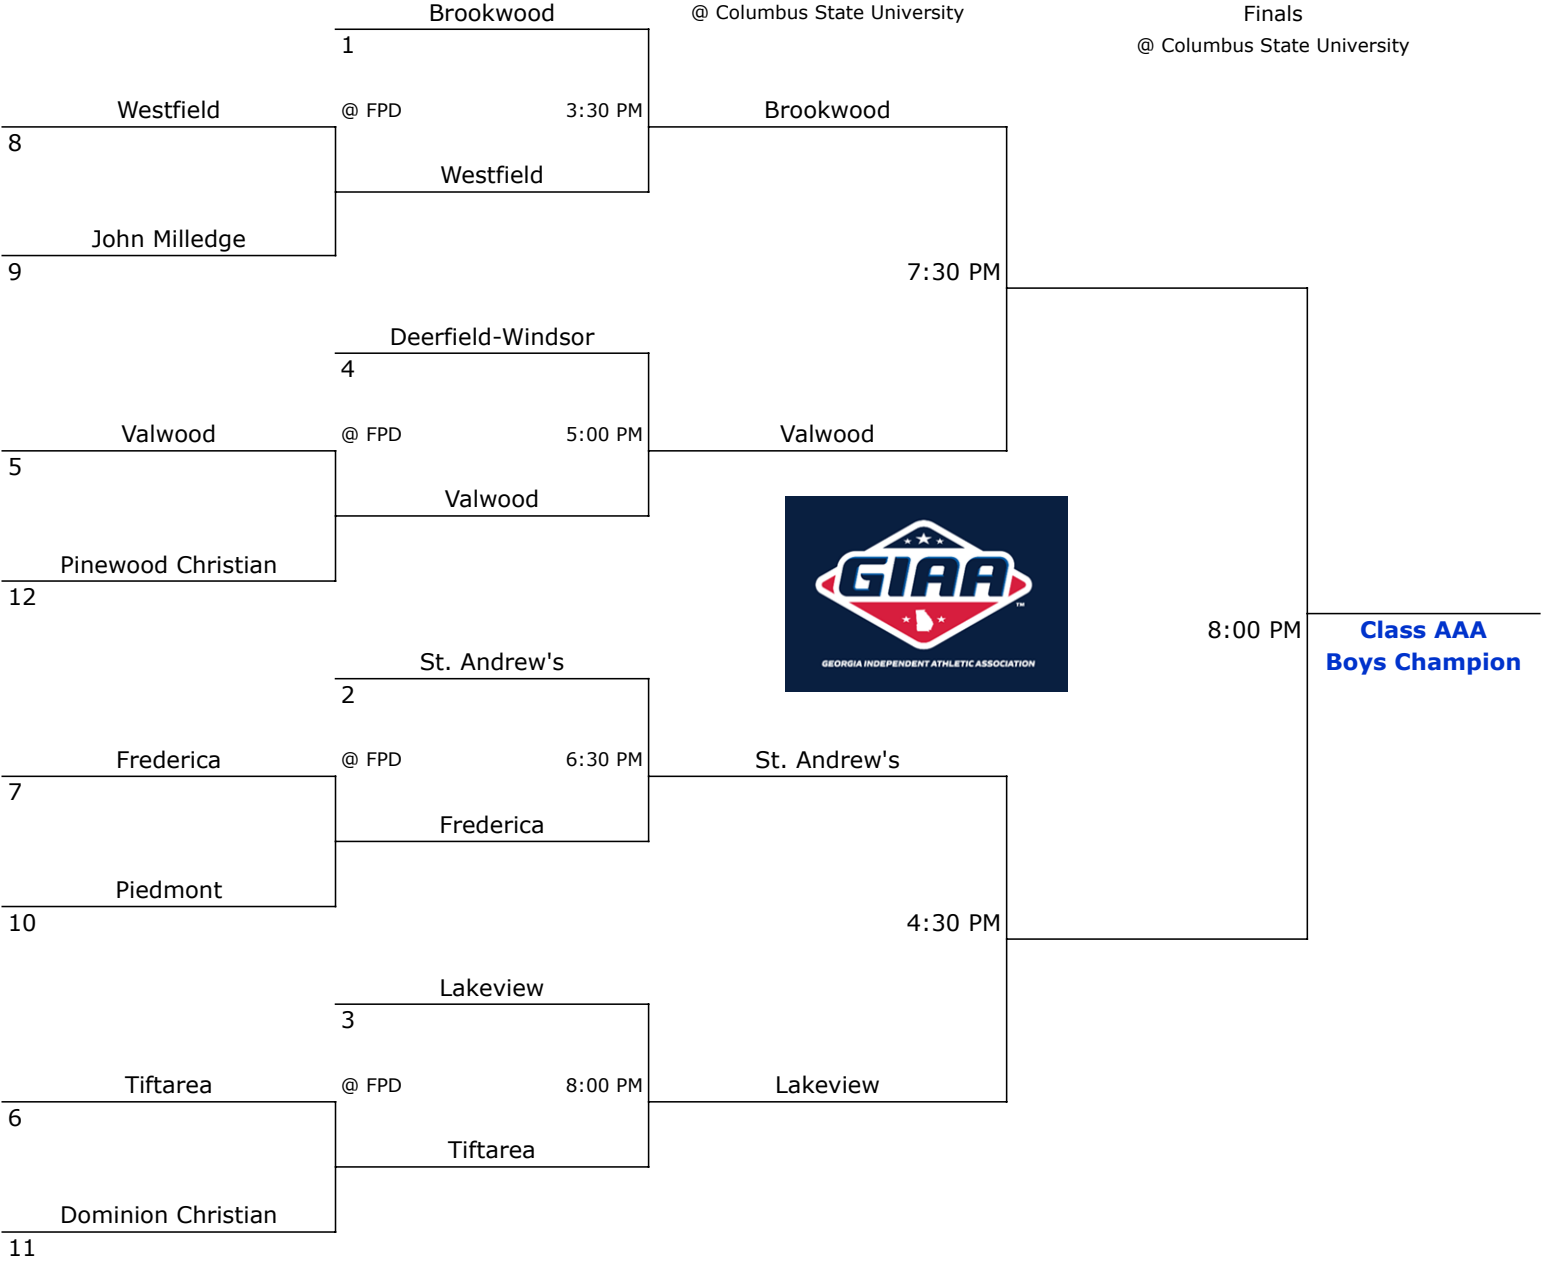 Brookwood
@ Columbus State University
Finals
@ Columbus State University
1
Westfield
@ FPD
3:30 PM
Brookwood
8
Westfield
John Milledge
9
7:30 PM
Deerfield-Windsor
4
Valwood
@ FPD
5:00 PM
Valwood
5
Valwood
Pinewood Christian
12
GIAA
TM
GEORGIA INDEPENDENT ATHLETIC ASSOCIATION
8:00 PM
Class AAA
Boys Champion
St. Andrew's
2
Frederica
@ FPD
6:30 PM
St. Andrew's
7
Frederica
Piedmont
10
4:30 PM
Lakeview
3
Tiftarea
@ FPD
8:00 PM
Lakeview
6
Tiftarea
Dominion Christian
11